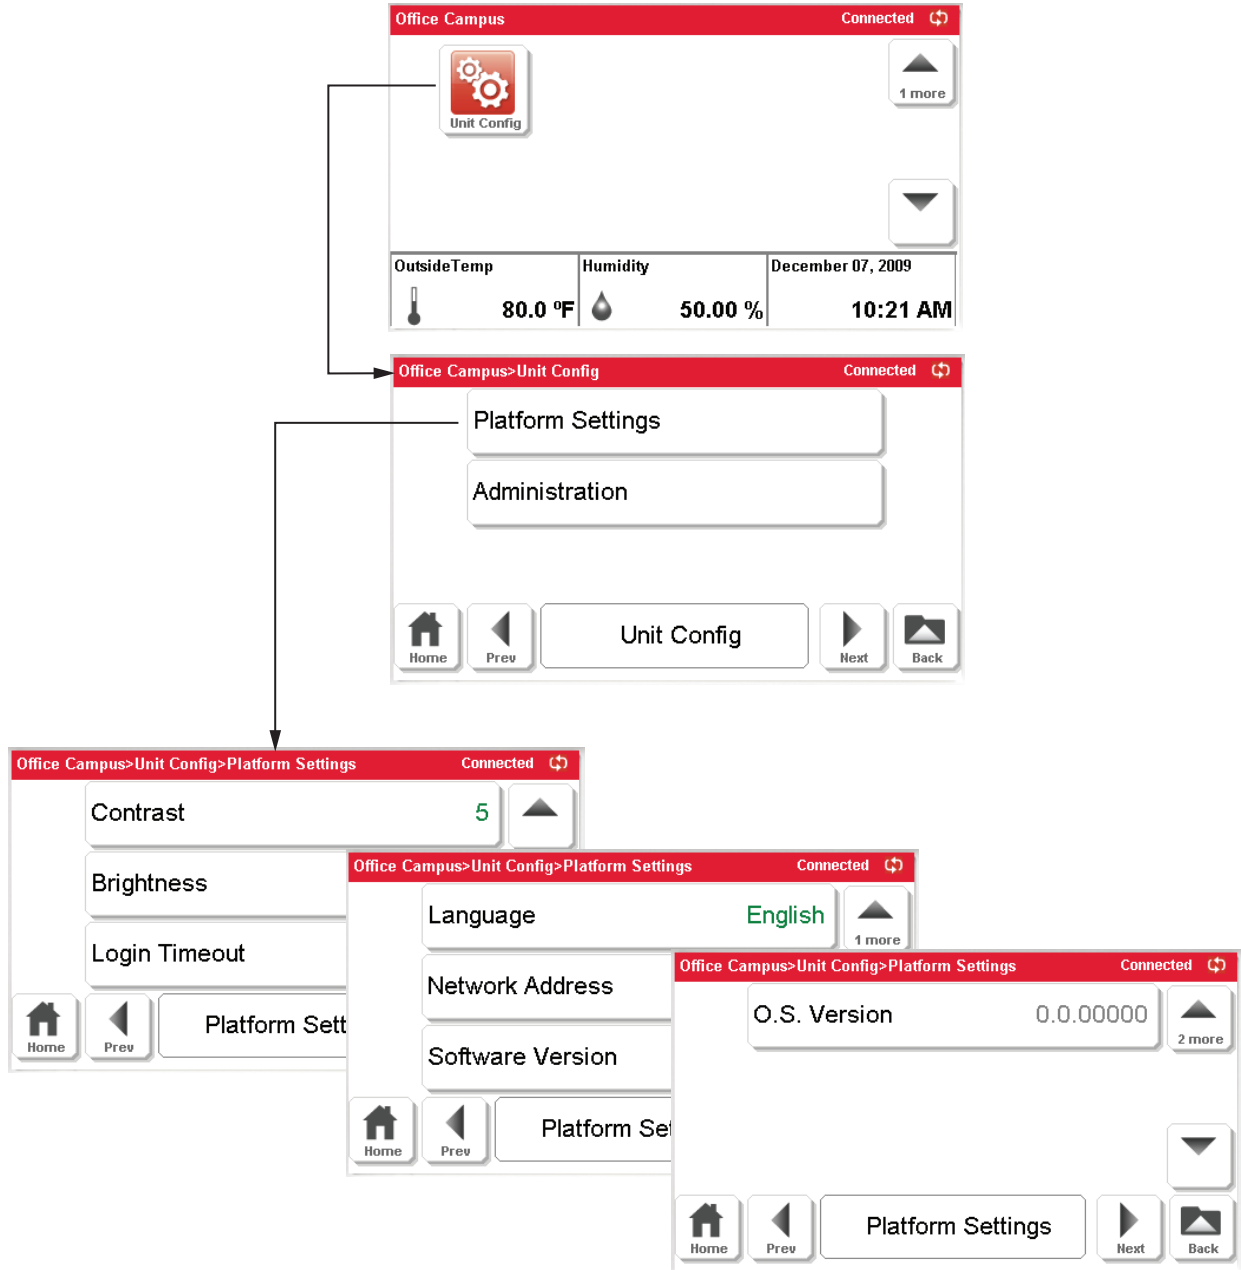 Office Campus Connected
1 more
Unit Config
OutsideTemp Humidity December 07, 2009
80.0 ºF 50.00 % 10:21 AM
Office Campus>Unit Config Connected
Platform Settings
Administration
Home Prev Unit Config Next Back
Office Campus>Unit Config>Platform Settings Connected
Contrast 5
Brightness
Login Timeout
Home Prev Platform Sett
Office Campus>Unit Config>Platform Settings Connected
Language English
1 more
Network Address
Software Version
Home Prev Platform Set
Office Campus>Unit Config>Platform Settings Connected
O.S. Version 0.0.00000
2 more
Home Prev Platform Settings Next Back